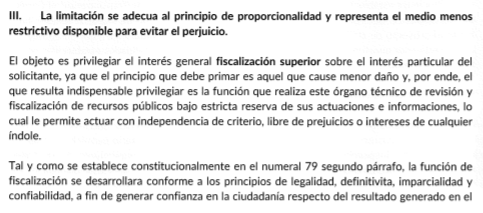 III. La limitación se adecua al principio de proporcionalidad y representa el medio menos
restrictivo disponible para evitar el perjuicio.
El objeto es privilegiar el interés general fiscalización superior sobre el interés particular del
solicitante, ya que el principio que debe primar es aquel que cause menor daño y, por ende, el
que resulta indispensable privilegiar es la función que realiza este órgano técnico de revisión y
fiscalización de recursos públicos bajo estricta reserva de sus actuaciones e informaciones, lo
cual le permite actuar con independencia de criterio, libre de prejuicios o intereses de cualquier
índole.
Tal y como se establece constitucionalmente en el numeral 79 segundo párrafo, la función de
fiscalización se desarrollara conforme a los principios de legalidad, definitivita, imparcialidad y
confiabilidad, a fin de generar confianza en la ciudadanía respecto del resultado generado en el